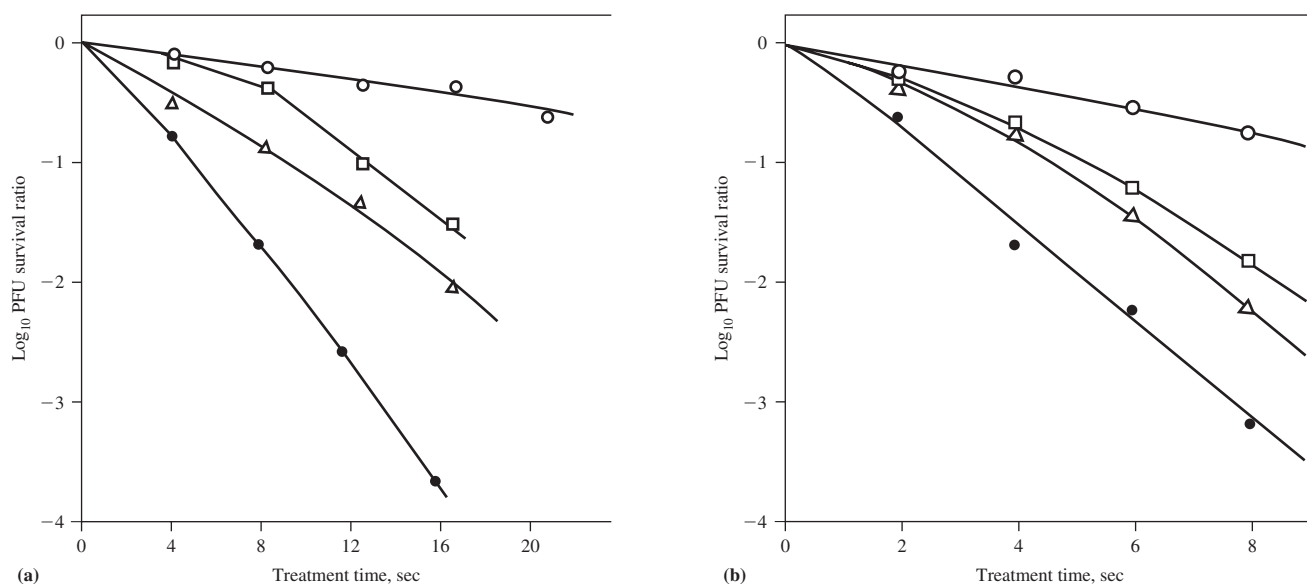 0
−1
−2
−3
−4
Log10 PFU survival ratio
0 4 8 12 16 20
Treatment time, sec
(a)
0
−1
−2
−3
−4
Log10 PFU survival ratio
0 2 4 6 8
Treatment time, sec
(b)